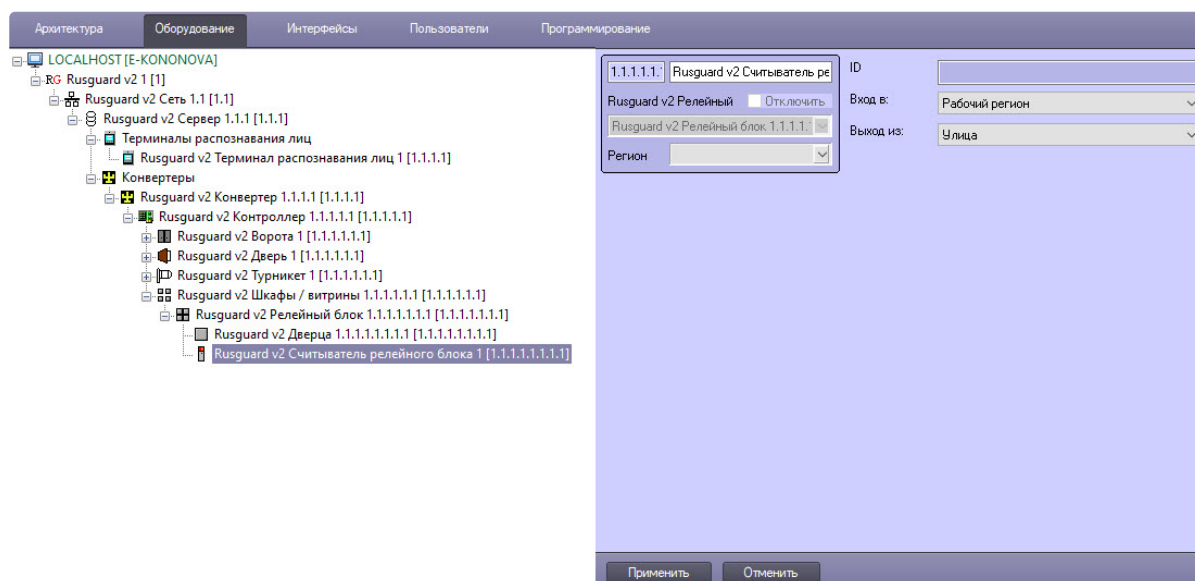 Архитектура Оборудование Интерфейсы Пользователи Программирование
LOCALHOST [E-KONONOVA]
RG Rusguard v2 1 [1]
Rusguard v2 Сеть 1.1 [1.1]
Rusguard v2 Сервер 1.1.1 [1.1.1]
Терминалы распознавания лиц
Rusguard v2 Терминал распознавания лиц 1 [1.1.1.1]
Конвертеры
Rusguard v2 Конвертер 1.1.1.1 [1.1.1.1]
Rusguard v2 Контроллер 1.1.1.1.1 [1.1.1.1.1]
Rusguard v2 Ворота 1 [1.1.1.1.1.1]
Rusguard v2 Дверь 1 [1.1.1.1.1.1]
Rusguard v2 Турникет 1 [1.1.1.1.1.1]
Rusguard v2 Шкафы / витрины 1.1.1.1.1.1 [1.1.1.1.1.1]
Rusguard v2 Релейный блок 1.1.1.1.1.1.1 [1.1.1.1.1.1.1]
Rusguard v2 Дверца 1.1.1.1.1.1.1.1 [1.1.1.1.1.1.1.1]
Rusguard v2 Считыватель релейного блока 1 [1.1.1.1.1.1.1.1]
1.1.1.1.1. Rusguard v2 Считыватель ре
Rusguard v2 Релейный Отключить
Rusguard v2 Релейный блок 1.1.1.1.
Регион
ID
Вход в: Рабочий регион
Выход из: Улица
Применить Отменить